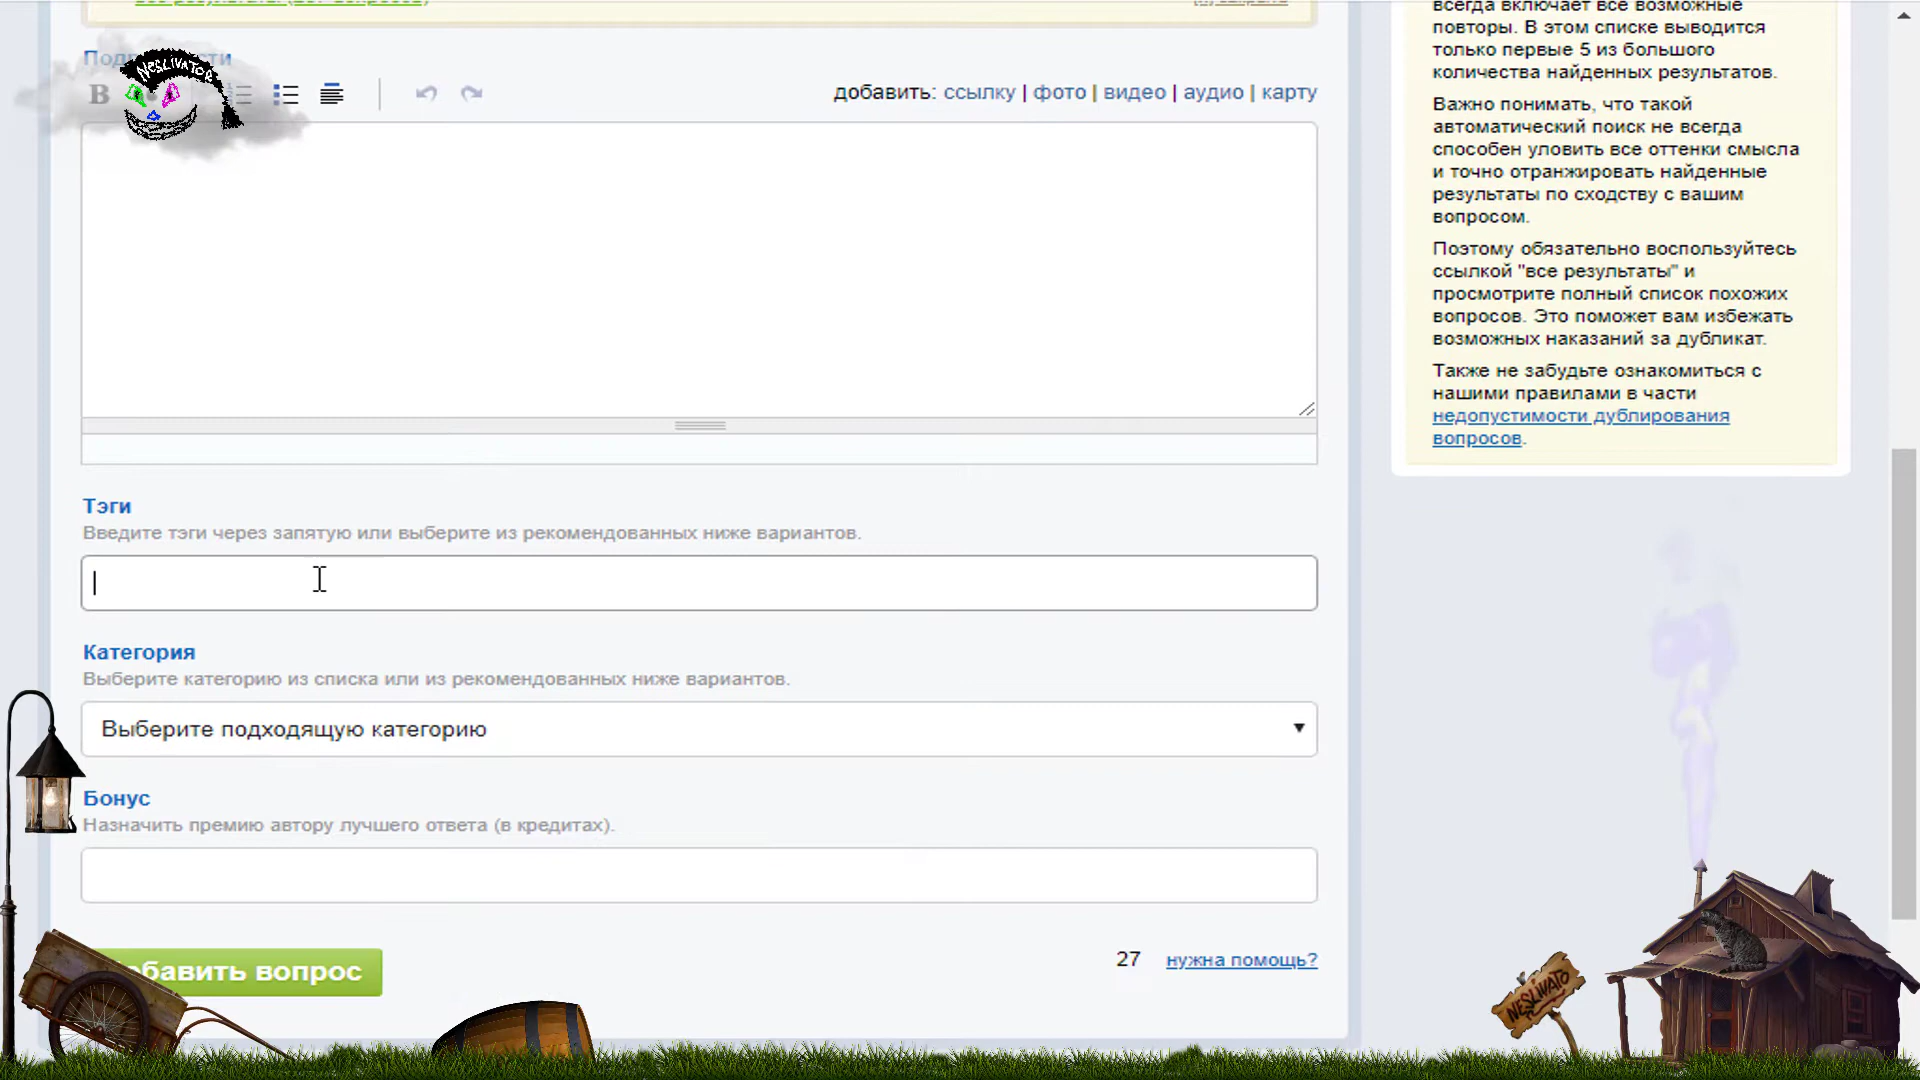 NESLIVATOR
B
добавить: ссылку | фото | видео | аудио | карту
Тэги
Введите тэги через запятую или выберите из рекомендованных ниже вариантов.
Категория
Выберите категорию из списка или из рекомендованных ниже вариантов.
Выберите подходящую категорию
Бонус
Назначить премию автору лучшего ответа (в кредитах).
обавить вопрос
27 нужна помощь?
всегда включает все возможные
повторы. В этом списке выводится
только первые 5 из большого
количества найденных результатов.
Важно понимать, что такой
автоматический поиск не всегда
способен уловить все оттенки смысла
и точно отранжировать найденные
результаты по сходству с вашим
вопросом.
Поэтому обязательно воспользуйтесь
ссылкой "все результаты" и
просмотрите полный список похожих
вопросов. Это поможет вам избежать
возможных наказаний за дубликат.
Также не забудьте ознакомиться с
нашими правилами в части
недопустимости дублирования
вопросов.
NESLIVATO